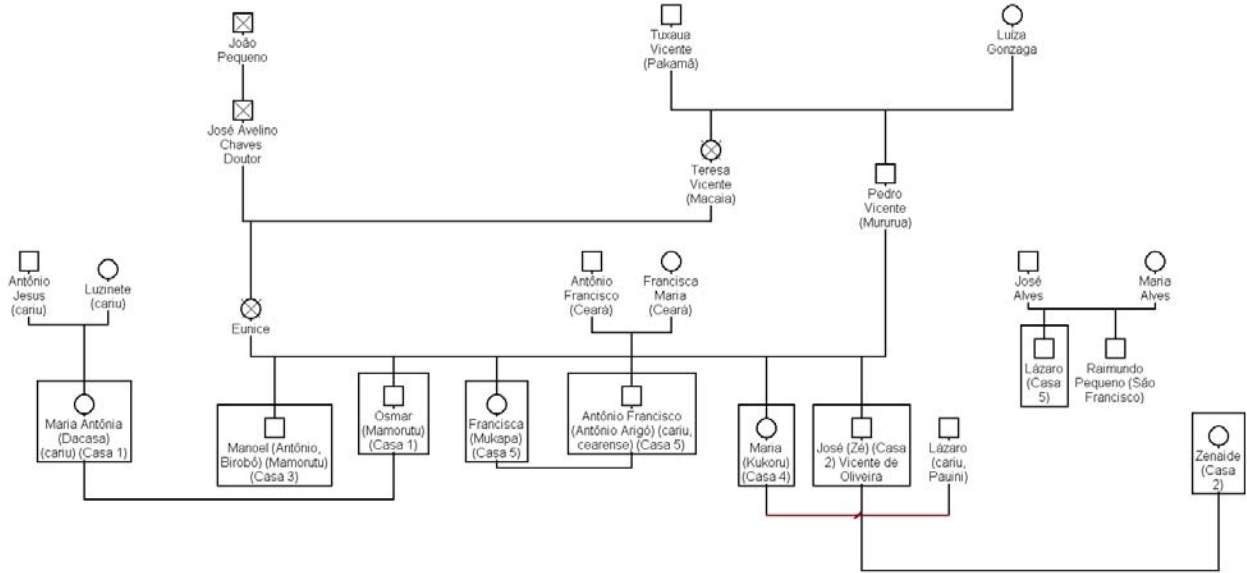 João
Pequeno
Tuxaua
Vicente
(Pakamã)
Luíza
Gonzaga
José Avelino
Chaves
Doutor
Teresa
Vicente
(Macaia)
Pedro
Vicente
(Mururua)
Antônio
Jesus
(cariu)
Luzinete
(cariu)
Eunice
Antônio
Francisco
(Ceará)
Francisca
Maria
(Ceará)
José
Alves
Maria
Alves
Lázaro
(Casa
5)
Raimundo
Pequeno (São
Francisco)
Maria Antônia
(Dacasa)
(cariu) (Casa 1)
Manoel (Antônio,
Birobô) (Mamorutu)
(Casa 3)
Osmar
(Mamorutu)
(Casa 1)
Francisca
(Mukapa)
(Casa 5)
Antônio Francisco
(Antônio Arigó) (cariu,
cearense) (Casa 5)
Maria
(Kukoru)
(Casa 4)
José (Zé) (Casa
2) Vicente de
Oliveira
Lázaro
(cariu,
Pauini)
Zenaide
(Casa
2)